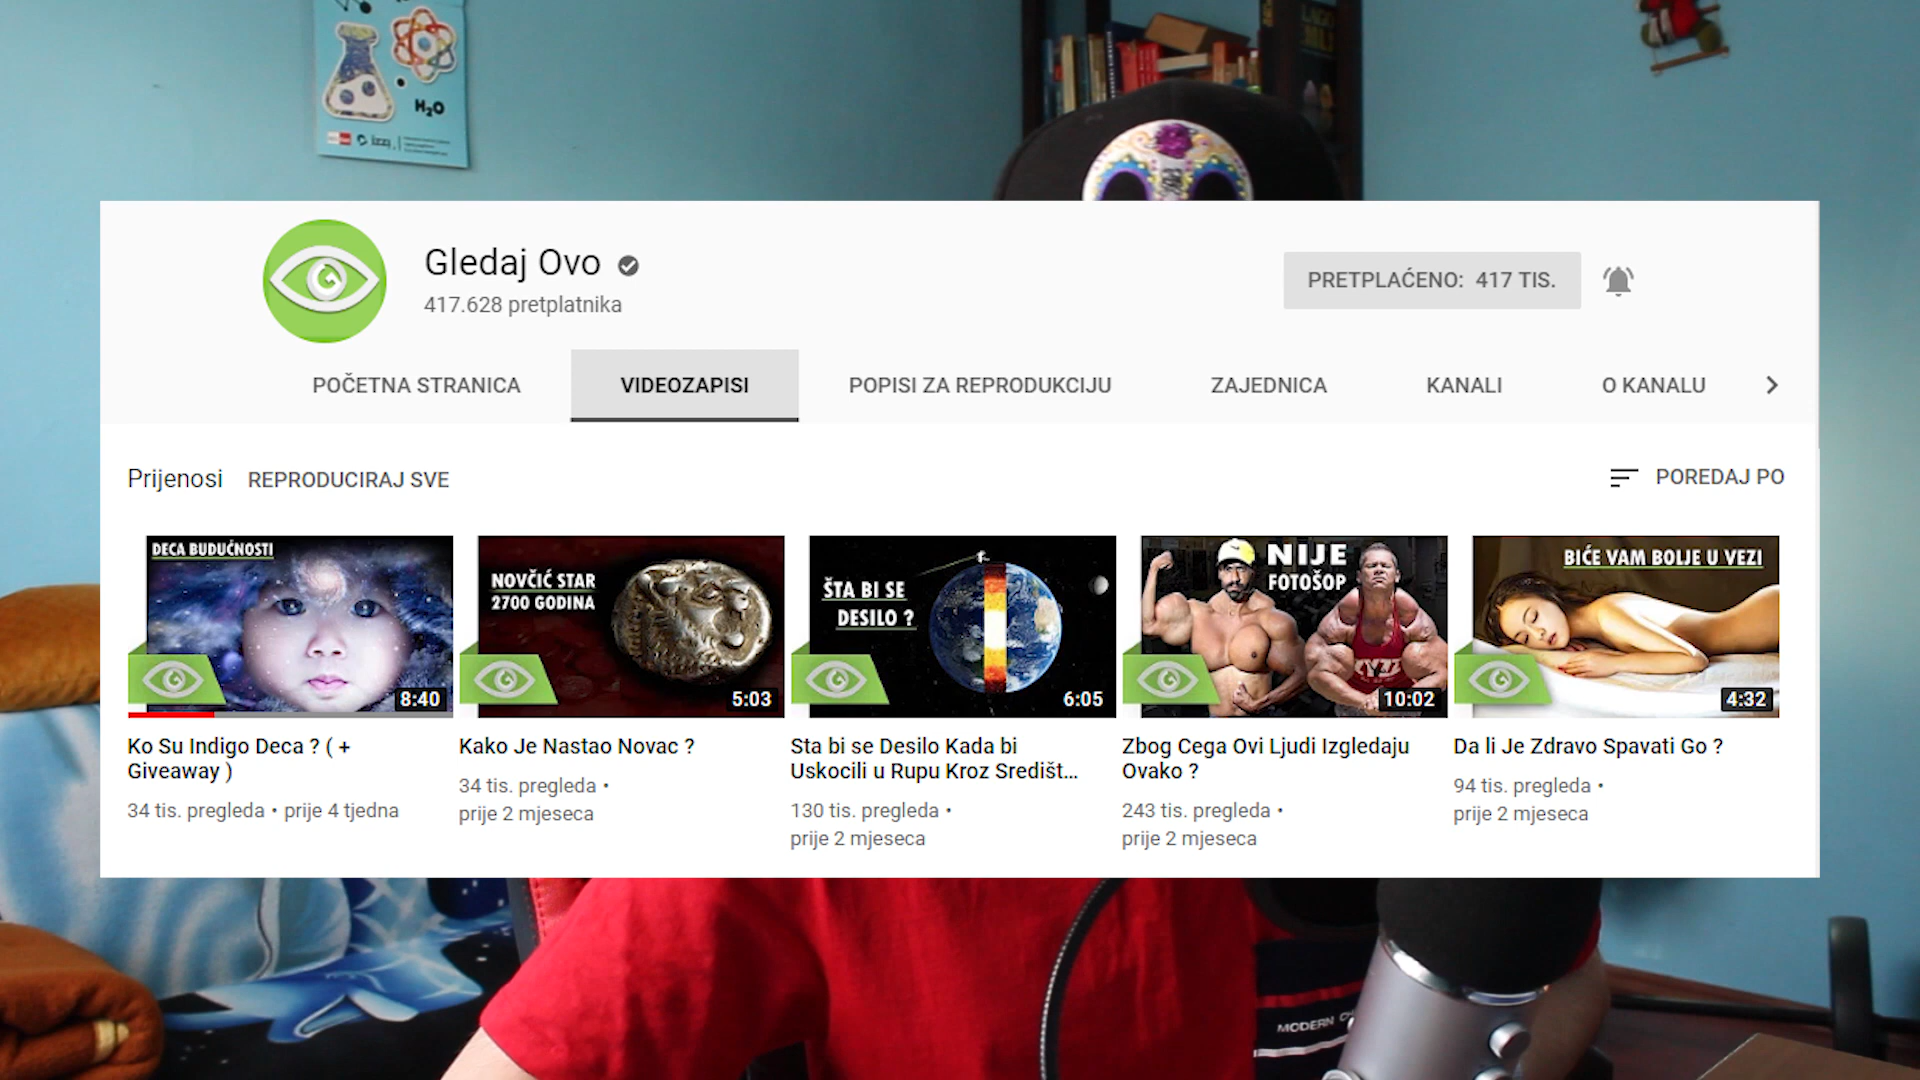 H₂O
izzi
Gledaj Ovo
417.628 pretplatnika
PRETPLAĆENO: 417 TIS.
POČETNA STRANICA
VIDEOZAPISI
POPISI ZA REPRODUKCIJU
ZAJEDNICA
KANALI
O KANALU
Prijenosi
REPRODUCIRAJ SVE
POREDAJ PO
DECA BUDUĆNOSTI
8:40
Ko Su Indigo Deca ? ( +
Giveaway )
34 tis. pregleda • prije 4 tjedna
NOVČIĆ STAR
2700 GODINA
5:03
Kako Je Nastao Novac ?
34 tis. pregleda •
prije 2 mjeseca
ŠTA BI SE
DESILO ?
6:05
Sta bi se Desilo Kada bi
Uskocili u Rupu Kroz Središt...
130 tis. pregleda •
prije 2 mjeseca
NIJE
FOTOŠOP
ZYZZ
10:02
Zbog Cega Ovi Ljudi Izgledaju
Ovako ?
243 tis. pregleda •
prije 2 mjeseca
BIĆE VAM BOLJE U VEZI
4:32
Da li Je Zdravo Spavati Go ?
94 tis. pregleda •
prije 2 mjeseca
MODERN